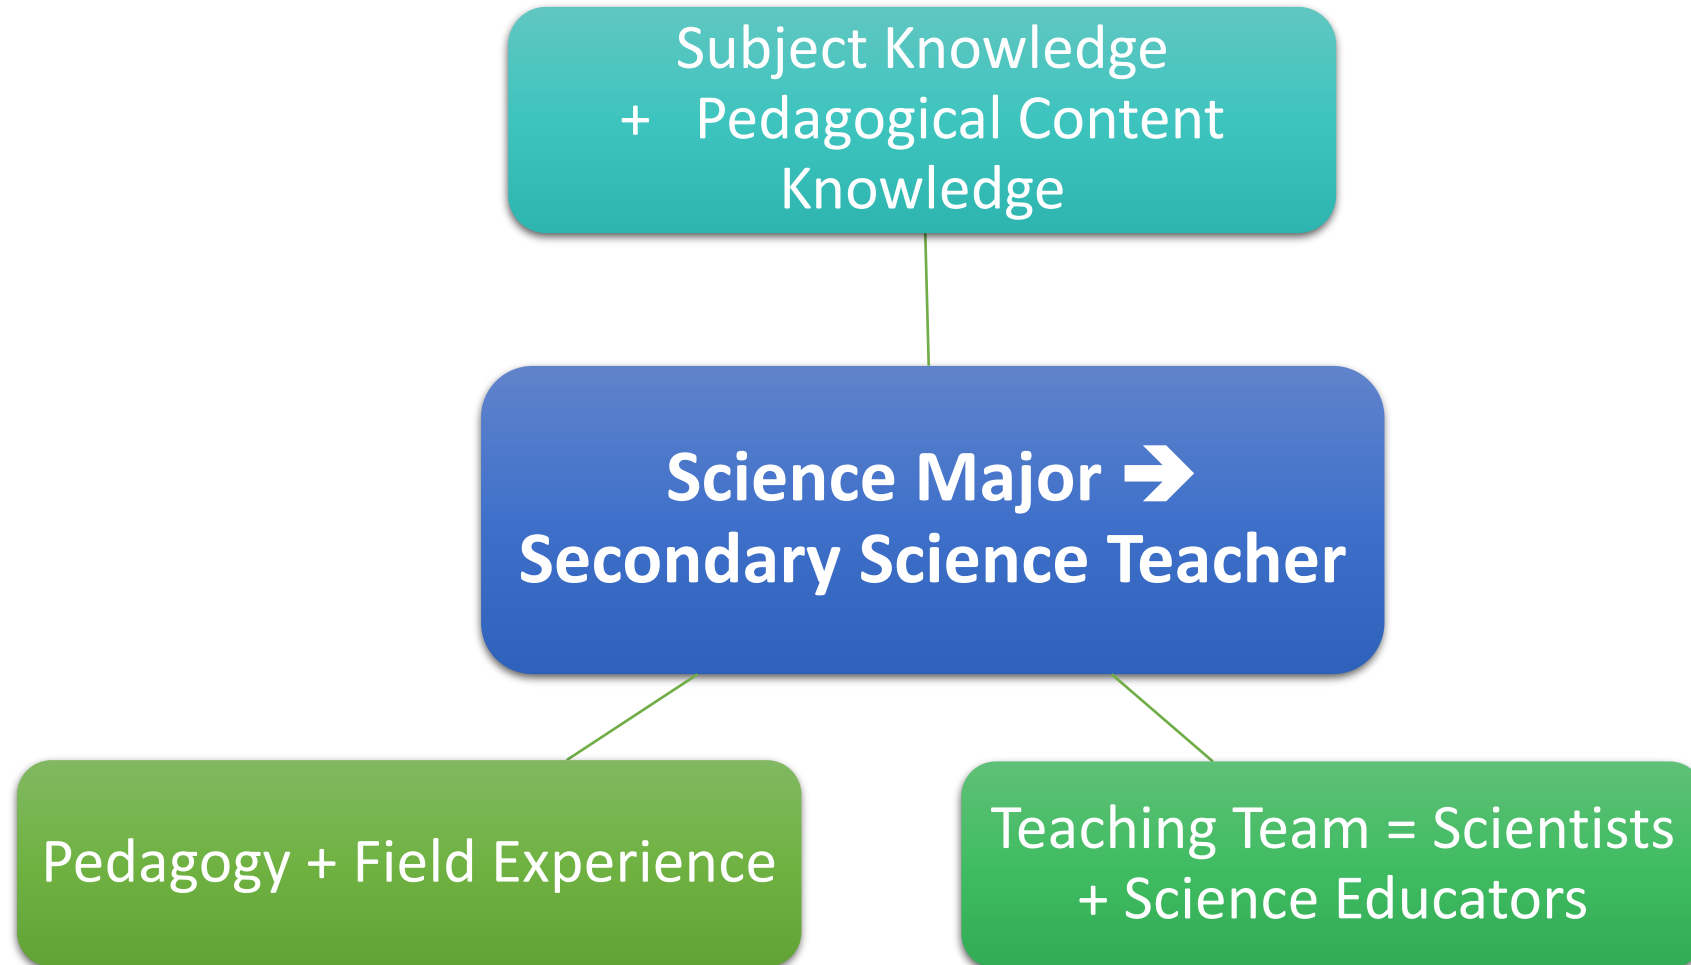 Subject Knowledge
+ Pedagogical Content
Knowledge
Science Major ➔
Secondary Science Teacher
Pedagogy + Field Experience
Teaching Team = Scientists
+ Science Educators